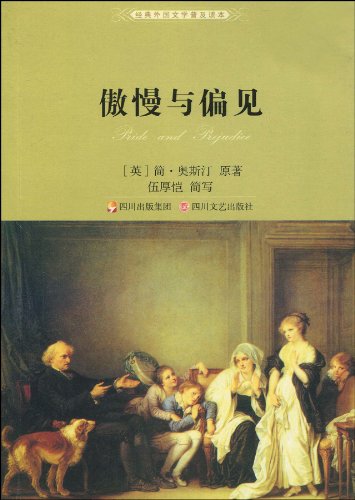 经典外国文学普及读本
傲慢与偏见
Pride and Prejudice
[英]简·奥斯汀 原著
伍厚恺 简写
四川出版集团 四川文艺出版社